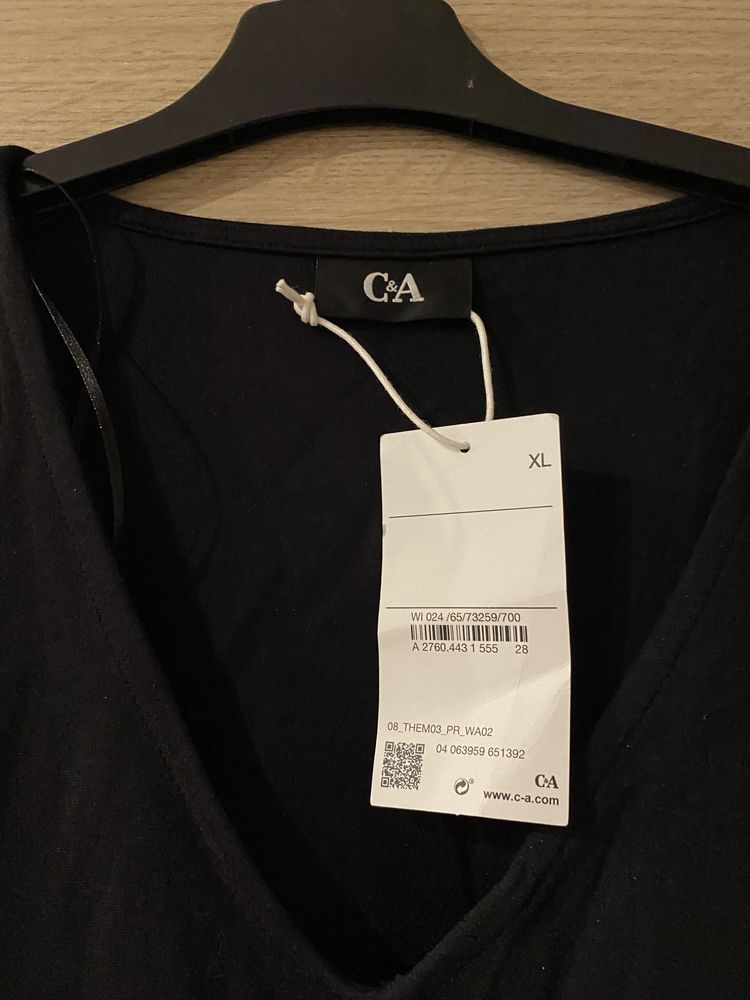 C&A
XL
Wi 024 /65/73259/700
A 2760.443 1 555 28
08_THEM03_PR_WA02
04 063959 651392
C&A
www.c-a.com